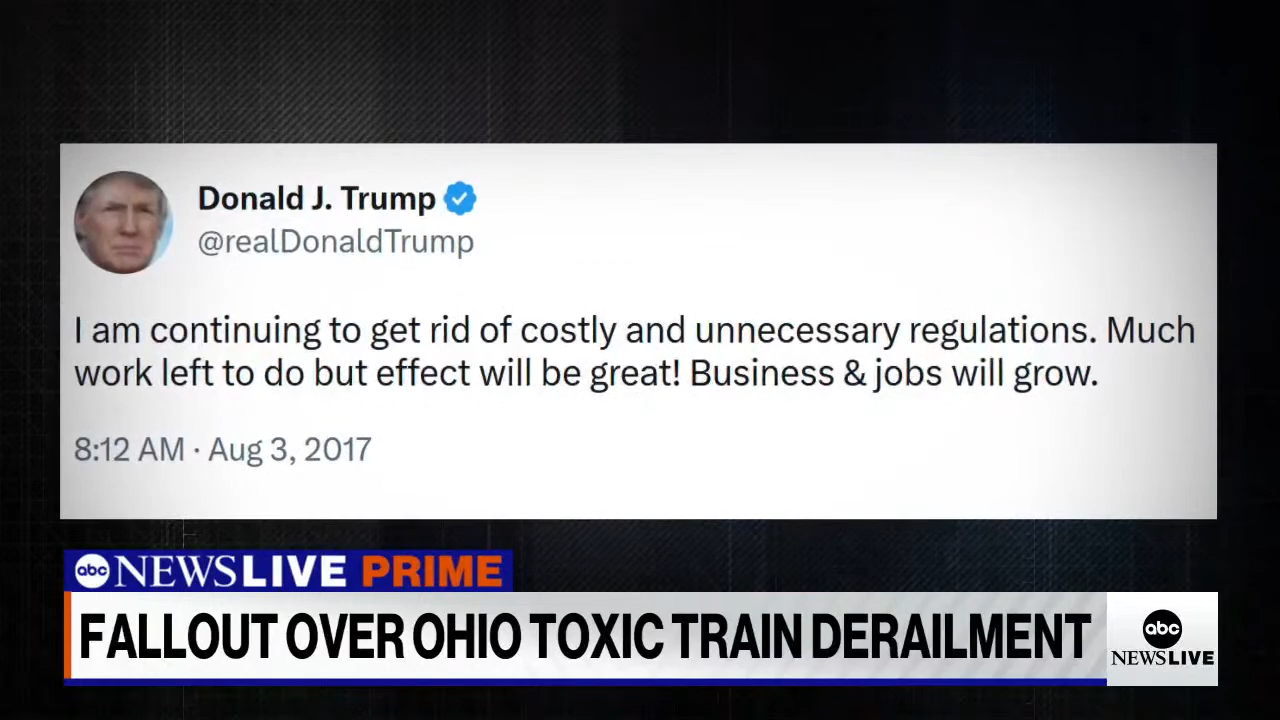 Donald J. Trump
@realDonaldTrump
I am continuing to get rid of costly and unnecessary regulations. Much
work left to do but effect will be great! Business & jobs will grow.
8:12 AM · Aug 3, 2017
abc NEWS LIVE PRIME
FALLOUT OVER OHIO TOXIC TRAIN DERAILMENT
abc
NEWS LIVE